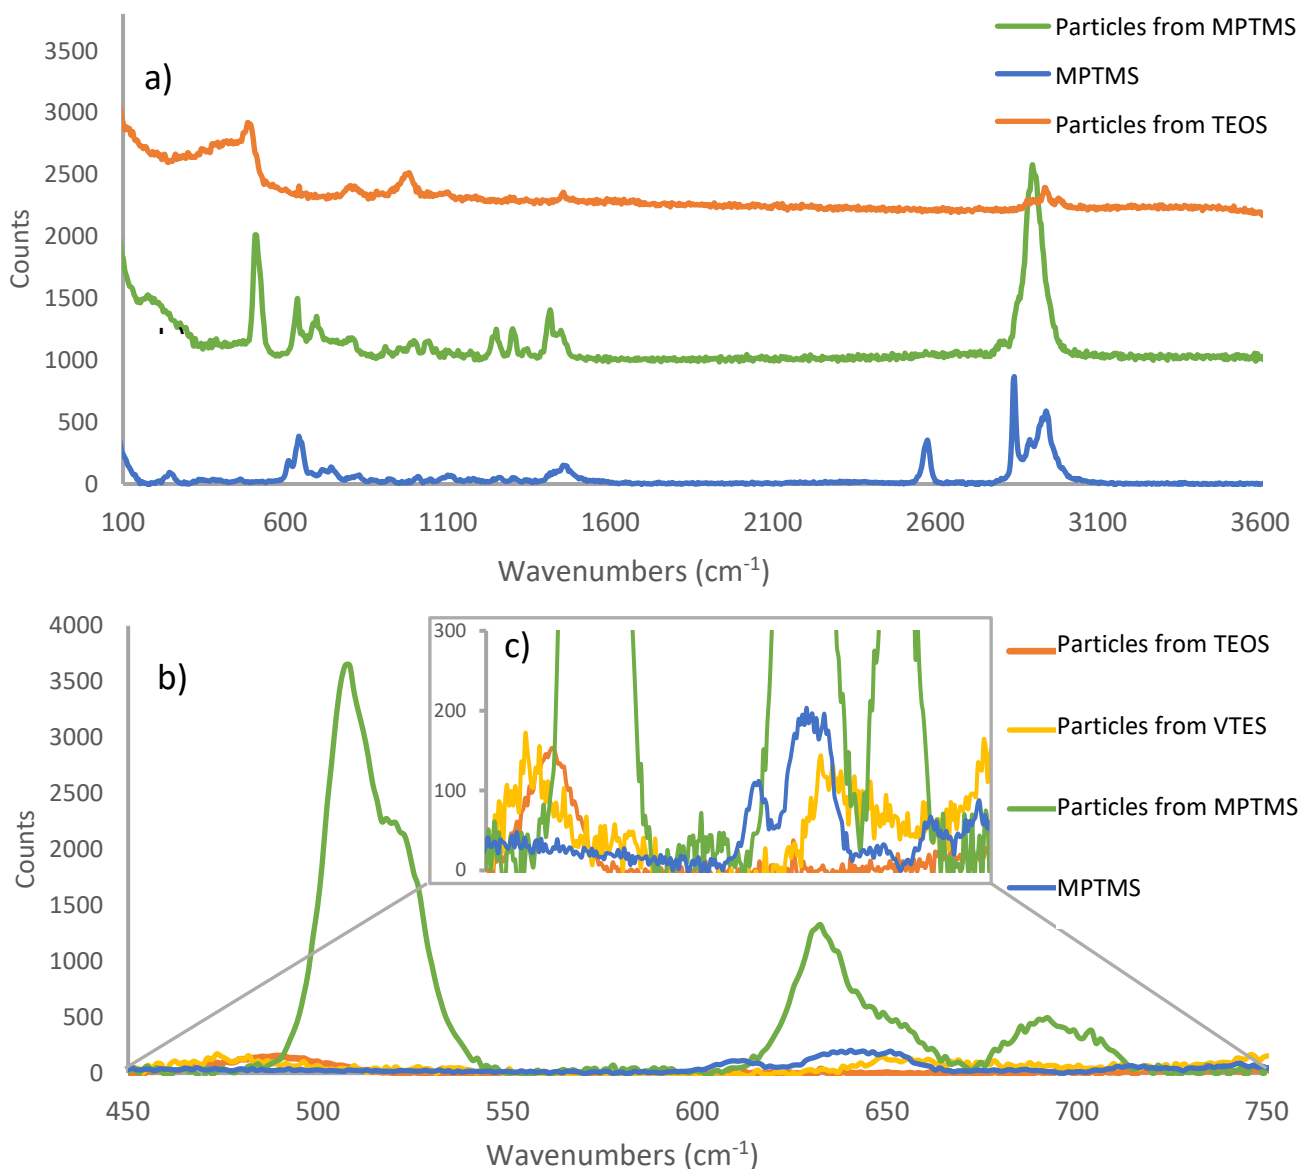 Particles from MPTMS
MPTMS
Particles from TEOS
a)
3500
3000
2500
2000
1500
1000
500
0
Counts
100 600 1100 1600 2100 2600 3100 3600
Wavenumbers (cm⁻¹)
b)
4000
3500
3000
2500
2000
1500
1000
500
0
Counts
c)
300
200
100
0
Particles from TEOS
Particles from VTES
Particles from MPTMS
MPTMS
450 500 550 600 650 700 750
Wavenumbers (cm⁻¹)